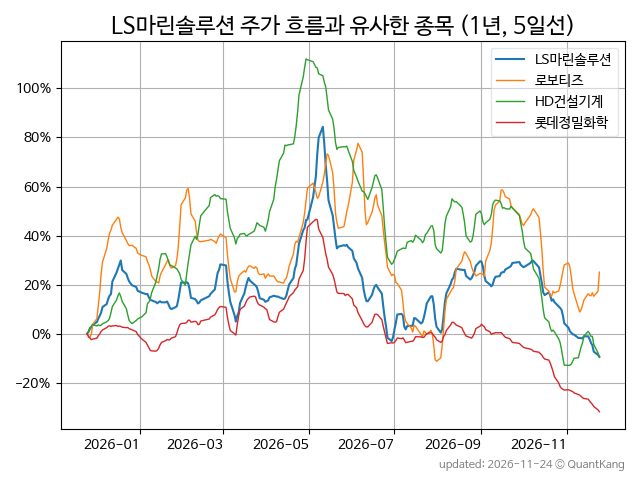 LS마린솔루션 주가 흐름과 유사한 종목 (1년, 5일선)
LS마린솔루션
로보티즈
HD건설기계
롯데정밀화학
100%
80%
60%
40%
20%
0%
−20%
2026-01
2026-03
2026-05
2026-07
2026-09
2026-11
updated: 2026-11-24 © QuantKang